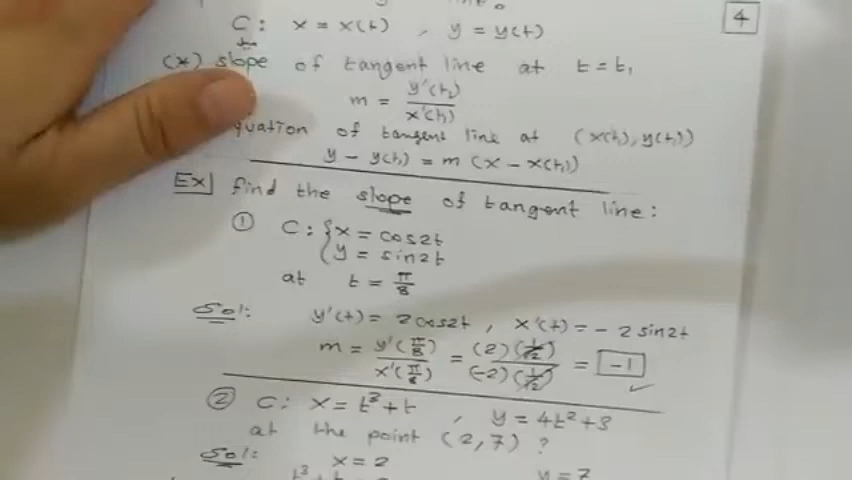 4
C: x = x(t) , y = y(t)
(*) slope of tangent line at t = t₁
m = y'(t₁) / x'(t₁)
quation of tangent line at (x(t₁), y(t₁))
y - y(t₁) = m (x - x(t₁))
Ex find the slope of tangent line:
① C: { x = cos2t
y = sin2t
at t = π/8
Sol: y'(t) = 2cos2t , x'(t) = -2 sin2t
m = y'(π/8) / x'(π/8) = (2)(1/√2) / (-2)(1/√2) = -1
② C: x = t³+t , y = 4t²+3
at the point (2,7) ?
Sol: x = 2 y = 7